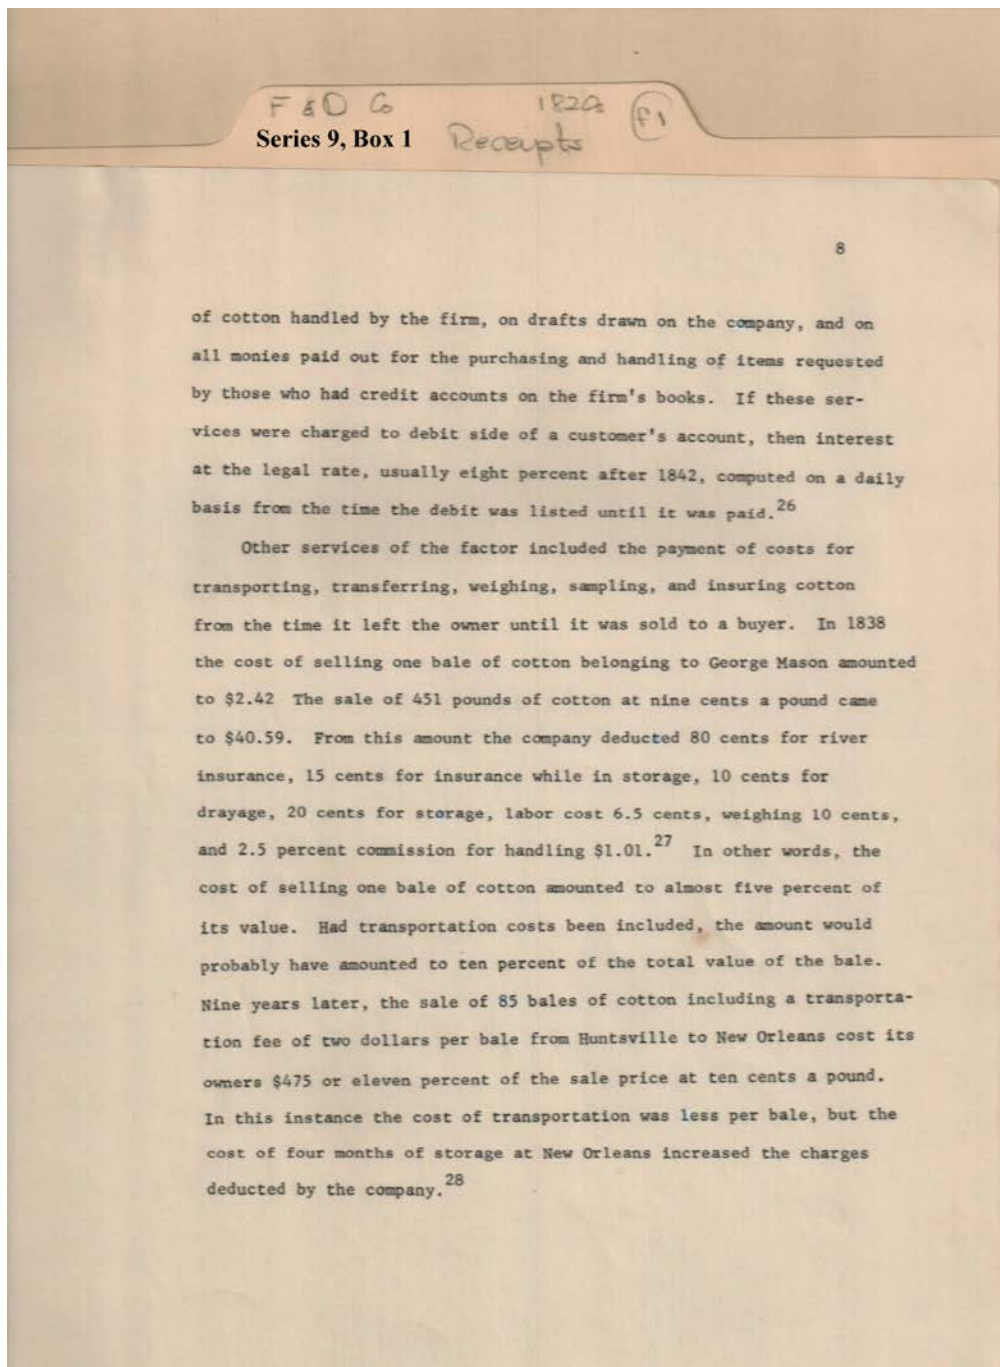 F & D Co 1820s f1
Series 9, Box 1 Receipts
8
of cotton handled by the firm, on drafts drawn on the company, and on
all monies paid out for the purchasing and handling of items requested
by those who had credit accounts on the firm's books. If these ser-
vices were charged to debit side of a customer's account, then interest
at the legal rate, usually eight percent after 1842, computed on a daily
basis from the time the debit was listed until it was paid.26
Other services of the factor included the payment of costs for
transporting, transferring, weighing, sampling, and insuring cotton
from the time it left the owner until it was sold to a buyer. In 1838
the cost of selling one bale of cotton belonging to George Mason amounted
to $2.42 The sale of 451 pounds of cotton at nine cents a pound came
to $40.59. From this amount the company deducted 80 cents for river
insurance, 15 cents for insurance while in storage, 10 cents for
drayage, 20 cents for storage, labor cost 6.5 cents, weighing 10 cents,
and 2.5 percent commission for handling $1.01.27 In other words, the
cost of selling one bale of cotton amounted to almost five percent of
its value. Had transportation costs been included, the amount would
probably have amounted to ten percent of the total value of the bale.
Nine years later, the sale of 85 bales of cotton including a transporta-
tion fee of two dollars per bale from Huntsville to New Orleans cost its
owners $475 or eleven percent of the sale price at ten cents a pound.
In this instance the cost of transportation was less per bale, but the
cost of four months of storage at New Orleans increased the charges
deducted by the company.28